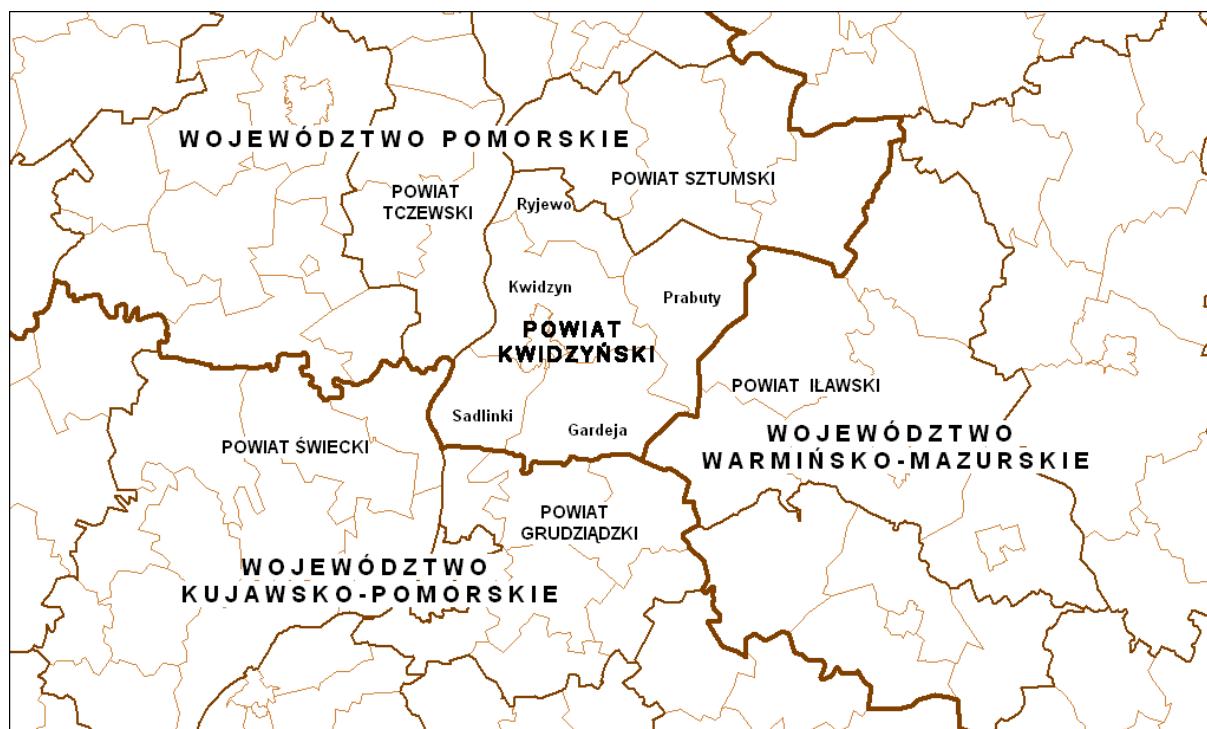 WOJEWÓDZTWO POMORSKIE
POWIAT
TCZEWSKI
POWIAT SZTUMSKI
Ryjewo
Kwidzyn
Prabuty
POWIAT
KWIDZYŃSKI
POWIAT IŁAWSKI
Sadlinki
Gardeja
POWIAT ŚWIECKI
WOJEWÓDZTWO
WARMIŃSKO-MAZURSKIE
POWIAT
GRUDZIĄDZKI
WOJEWÓDZTWO
KUJAWSKO-POMORSKIE